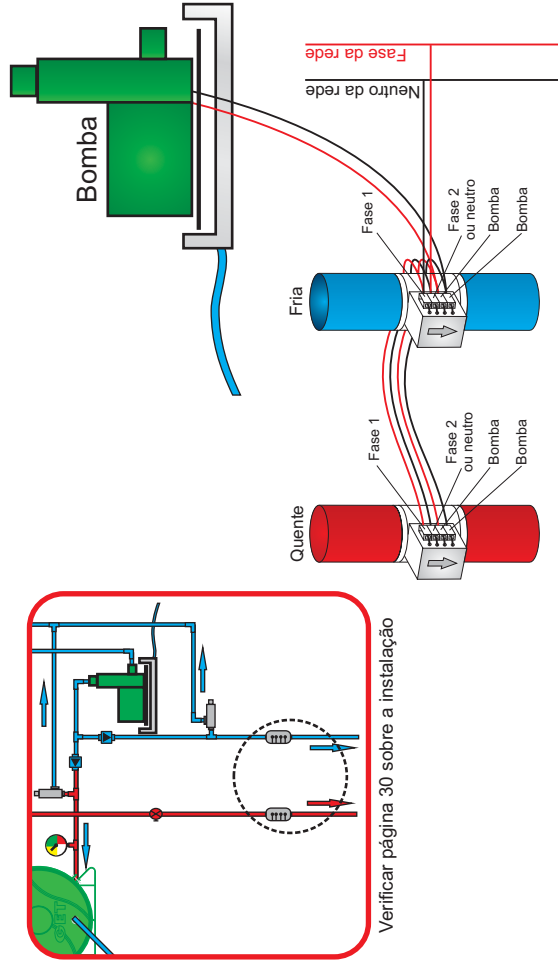 Bomba
Fase da rede
Neutro da rede
Fria
Fase 1
Fase 2
ou neutro
Bomba
Bomba
Quente
Fase 1
Fase 2
ou neutro
Bomba
Bomba
GET
Verificar página 30 sobre a instalação